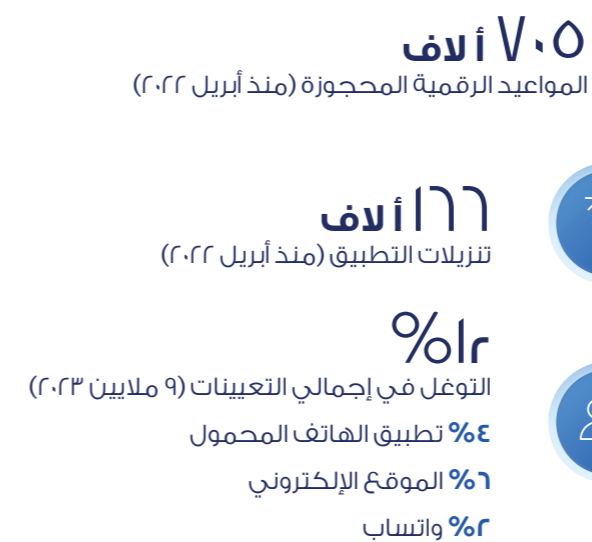 ٧٠٥ ألاف
المواعيد الرقمية المحجوزة (منذ أبريل ٢٠٢٢)
١٦٦ ألاف
تنزيلات التطبيق (منذ أبريل ٢٠٢٢)
١٢%
التوغل في إجمالي التعيينات (٩ ملايين ٢٠٢٣)
٤% تطبيق الهاتف المحمول
٦% الموقع الإلكتروني
٢% واتساب